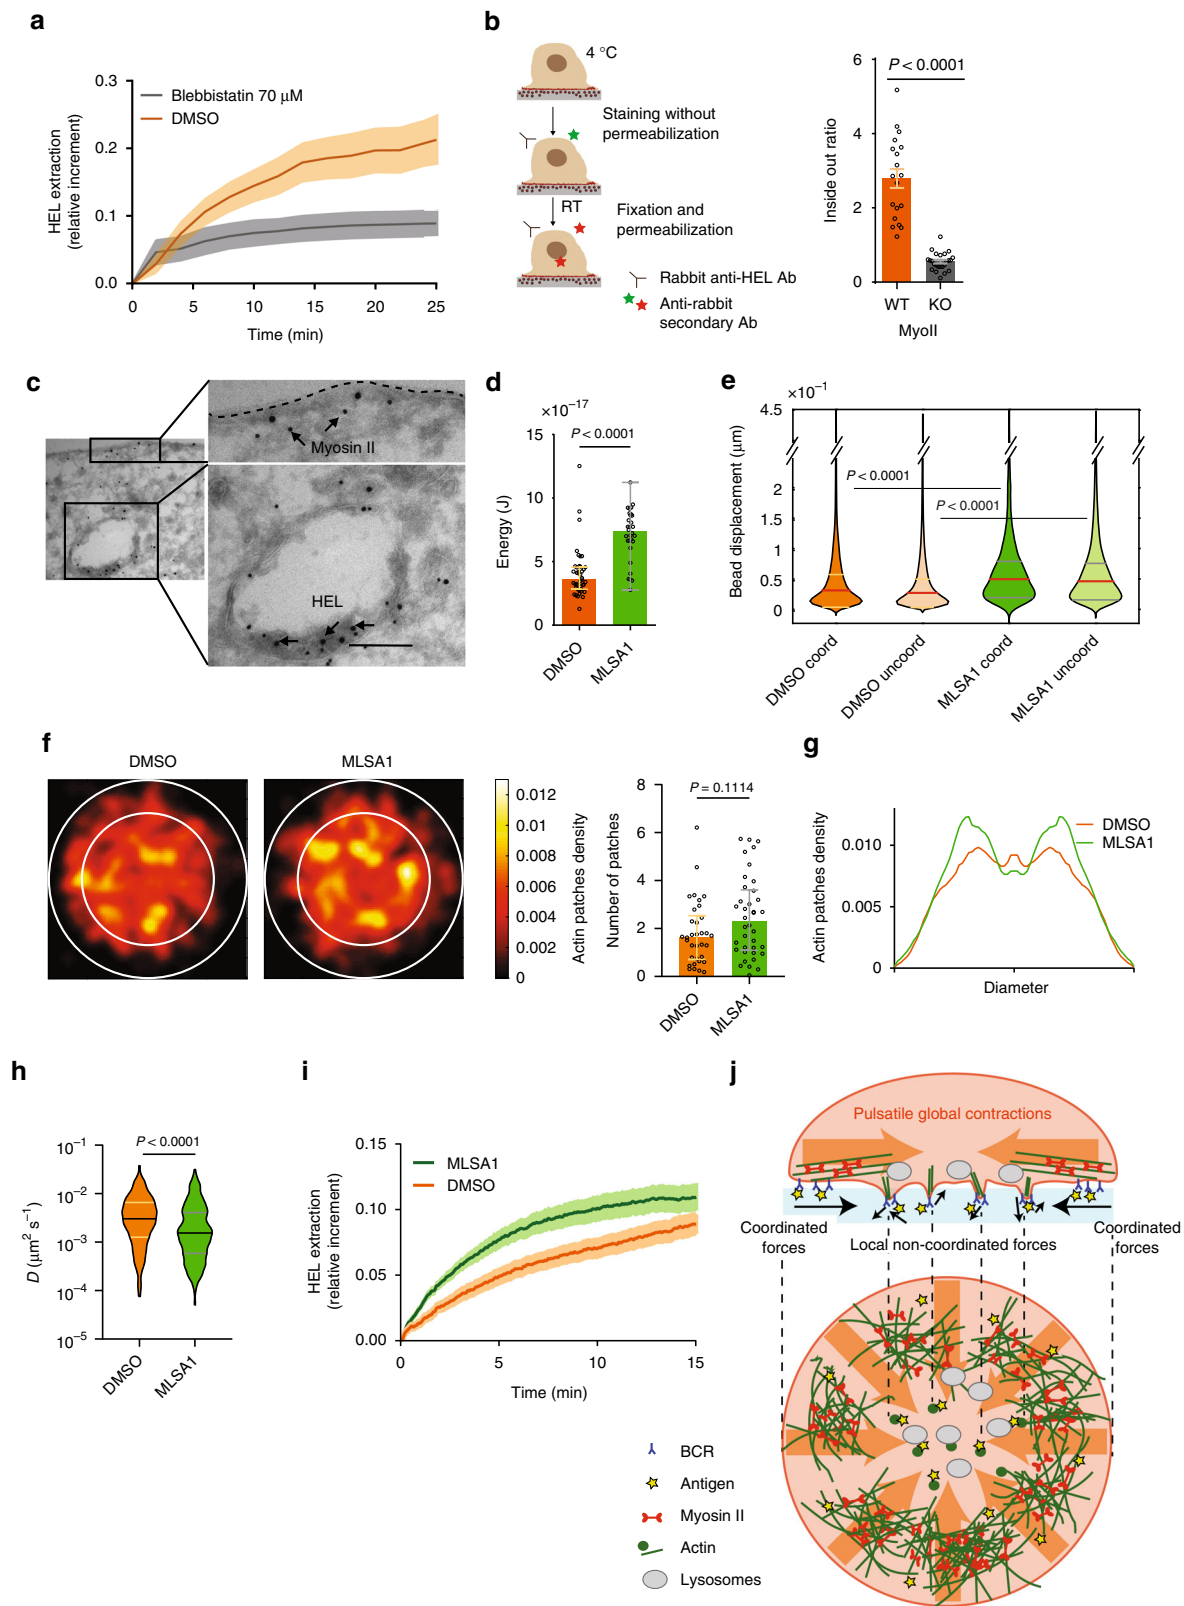 a
0.3
0.2
0.1
0.0
HEL extraction
(relative increment)
Blebbistatin 70 μM
DMSO
0
5
10
15
20
25
Time (min)
b
4 °C
Staining without
permeabilization
RT
Fixation and
permeabilization
Rabbit anti-HEL Ab
Anti-rabbit
secondary Ab
6
4
2
0
Inside out ratio
P < 0.0001
WT
KO
MyoII
c
Myosin II
HEL
d
×10⁻¹⁷
15
10
5
0
Energy (J)
P < 0.0001
DMSO
MLSA1
e
×10⁻¹
4.5
2
1.5
1
0.5
0
Bead displacement (μm)
P < 0.0001
P < 0.0001
DMSO coord
DMSO uncoord
MLSA1 coord
MLSA1 uncoord
f
DMSO
MLSA1
0.012
0.010
0.008
0.006
0.004
0.002
0
Actin patches density
8
6
4
2
0
Number of patches
P = 0.1114
DMSO
MLSA1
g
0.010
0.005
0
Actin patches density
DMSO
MLSA1
Diameter
h
10⁻¹
10⁻²
10⁻³
10⁻⁴
10⁻⁵
D (μm² s⁻¹)
P < 0.0001
DMSO
MLSA1
i
0.15
0.10
0.05
0.00
HEL extraction
(relative increment)
MLSA1
DMSO
0
5
10
15
Time (min)
j
Pulsatile global contractions
Coordinated
forces
Local non-coordinated forces
Coordinated
forces
BCR
Antigen
Myosin II
Actin
Lysosomes